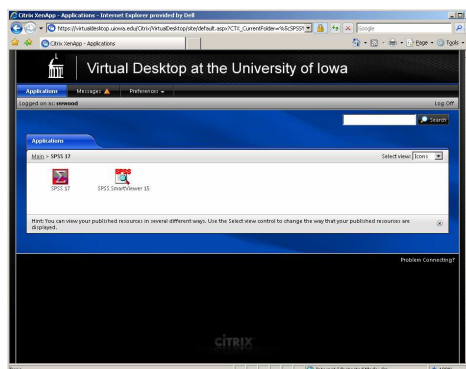 Citrix XenApp - Applications - Internet Explorer provided by Dell
https://virtualdesktop.uiowa.edu/Citrix/VirtualDesktop/site/default.aspx?CTX_CurrentFolder=%5cSPSS
Google
Citrix XenApp - Applications
Page
Tools
Virtual Desktop at the University of Iowa
Applications Messages Preferences
Logged on as: Log Off
Search
Applications
Main > SPSS 17
Select view: Icons
SPSS
SPSS 17
SPSS SmartViewer 15
Hint: You can view your published resources in several different ways. Use the Select view control to change the way that your published resources are
displayed.
Problem Connecting?
CITRIX